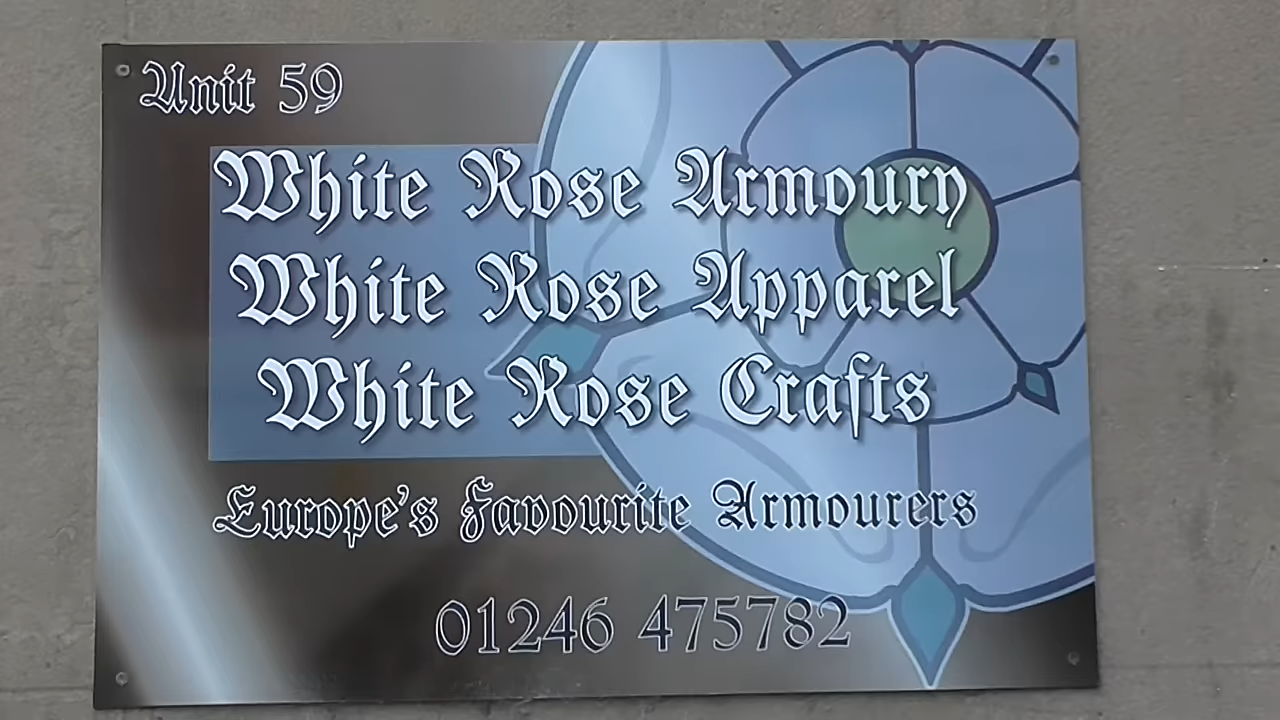 Unit 59
White Rose Armoury
White Rose Apparel
White Rose Crafts
Europe's Favourite Armourers
01246 475782